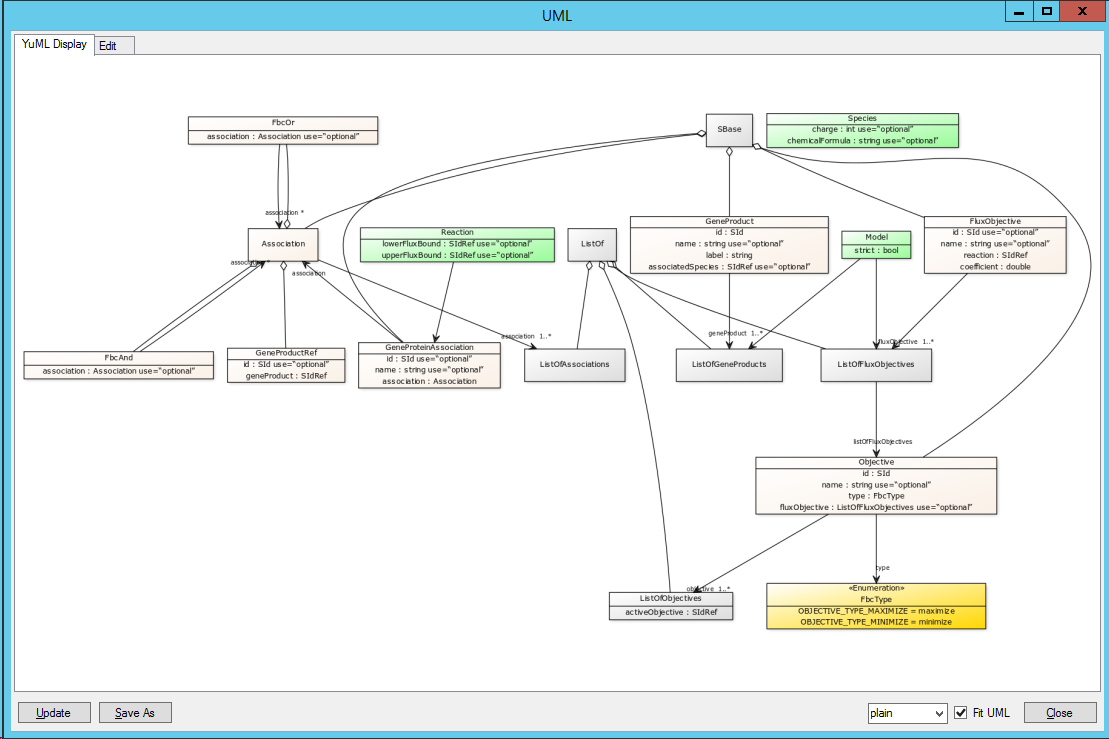 UML
YuML Display
Edit
FbcOr
association : Association use="optional"
SBase
Species
charge : int use="optional"
chemicalFormula : string use="optional"
association *
Association
Reaction
lowerFluxBound : SIdRef use="optional"
upperFluxBound : SIdRef use="optional"
ListOf
GeneProduct
id : SId
name : string use="optional"
label : string
associatedSpecies : SIdRef use="optional"
Model
strict : bool
FluxObjective
id : SId use="optional"
name : string use="optional"
reaction : SIdRef
coefficient : double
association *
association
association 1..*
geneProduct 1..*
fluxObjective 1..*
FbcAnd
association : Association use="optional"
GeneProductRef
id : SId use="optional"
geneProduct : SIdRef
GeneProteinAssociation
id : SId use="optional"
name : string use="optional"
association : Association
ListOfAssociations
ListOfGeneProducts
ListOfFluxObjectives
listOfFluxObjectives
Objective
id : SId
name : string use="optional"
type : FbcType
fluxObjective : ListOfFluxObjectives use="optional"
type
objective 1..*
ListOfObjectives
activeObjective : SIdRef
«Enumeration»
FbcType
OBJECTIVE_TYPE_MAXIMIZE = maximize
OBJECTIVE_TYPE_MINIMIZE = minimize
Update
Save As
plain
Fit UML
Close